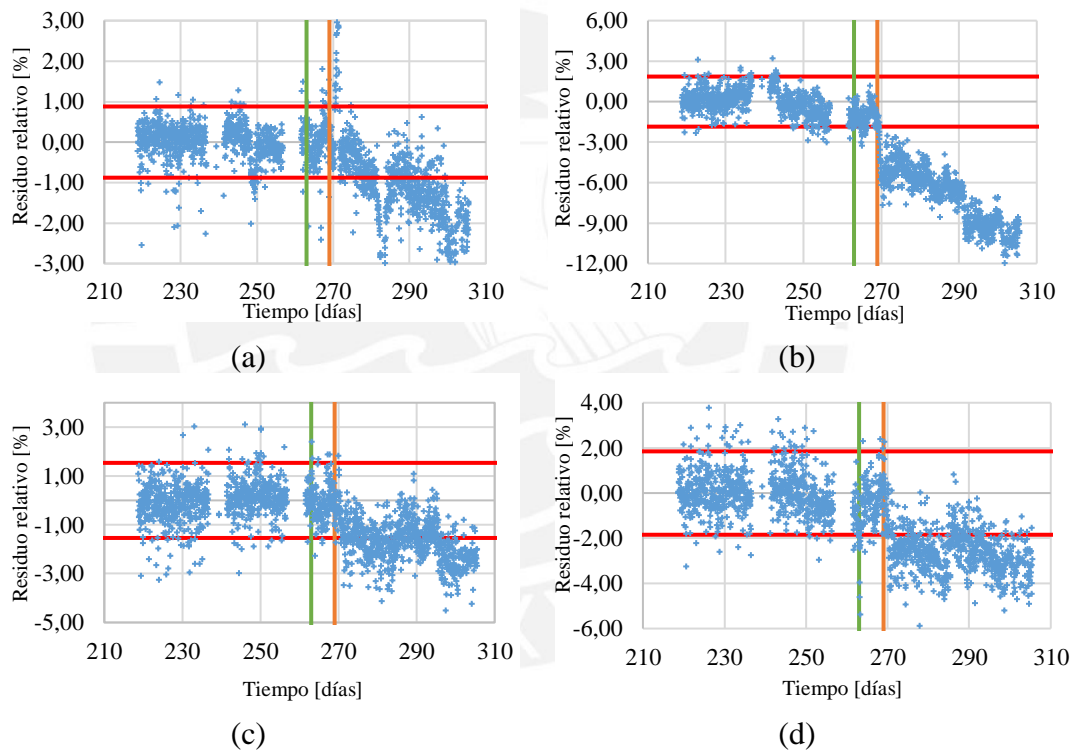 Residuo relativo [%]
3,00
2,00
1,00
0,00
-1,00
-2,00
-3,00
210 230 250 270 290 310
Tiempo [días]
(a)
Residuo relativo [%]
6,00
3,00
0,00
-3,00
-6,00
-9,00
-12,00
210 230 250 270 290 310
Tiempo [días]
(b)
Residuo relativo [%]
3,00
1,00
-1,00
-3,00
-5,00
210 230 250 270 290 310
Tiempo [días]
(c)
Residuo relativo [%]
4,00
2,00
0,00
-2,00
-4,00
-6,00
210 230 250 270 290 310
Tiempo [días]
(d)